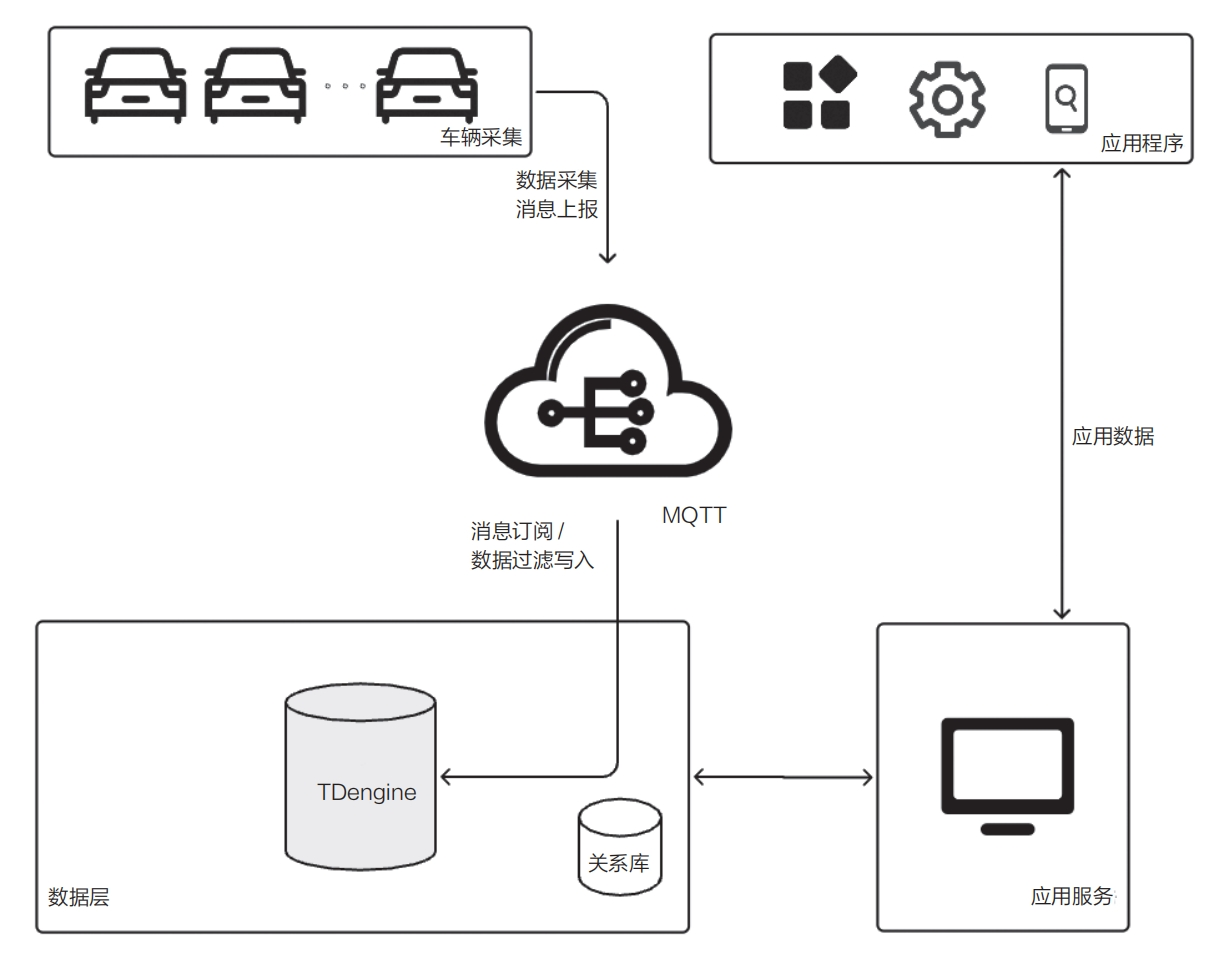 车辆采集
应用程序
数据采集
消息上报
应用数据
MQTT
消息订阅 /
数据过滤写入
TDengine
关系库
数据层
应用服务